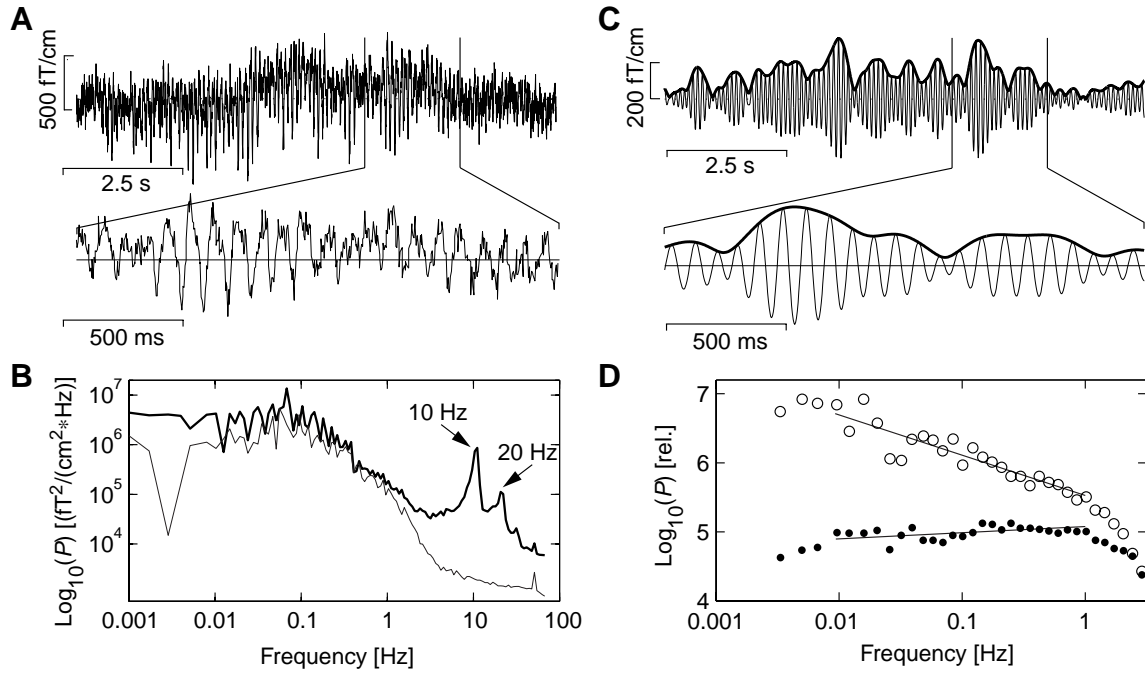 A
500 fT/cm
2.5 s
500 ms
B
Log10(P) [(fT2/(cm2*Hz)]
10^7
10^6
10^5
10^4
10 Hz
20 Hz
0.001 0.01 0.1 1 10 100
Frequency [Hz]
C
200 fT/cm
2.5 s
500 ms
D
Log10(P) [rel.]
7
6
5
4
0.001 0.01 0.1 1
Frequency [Hz]